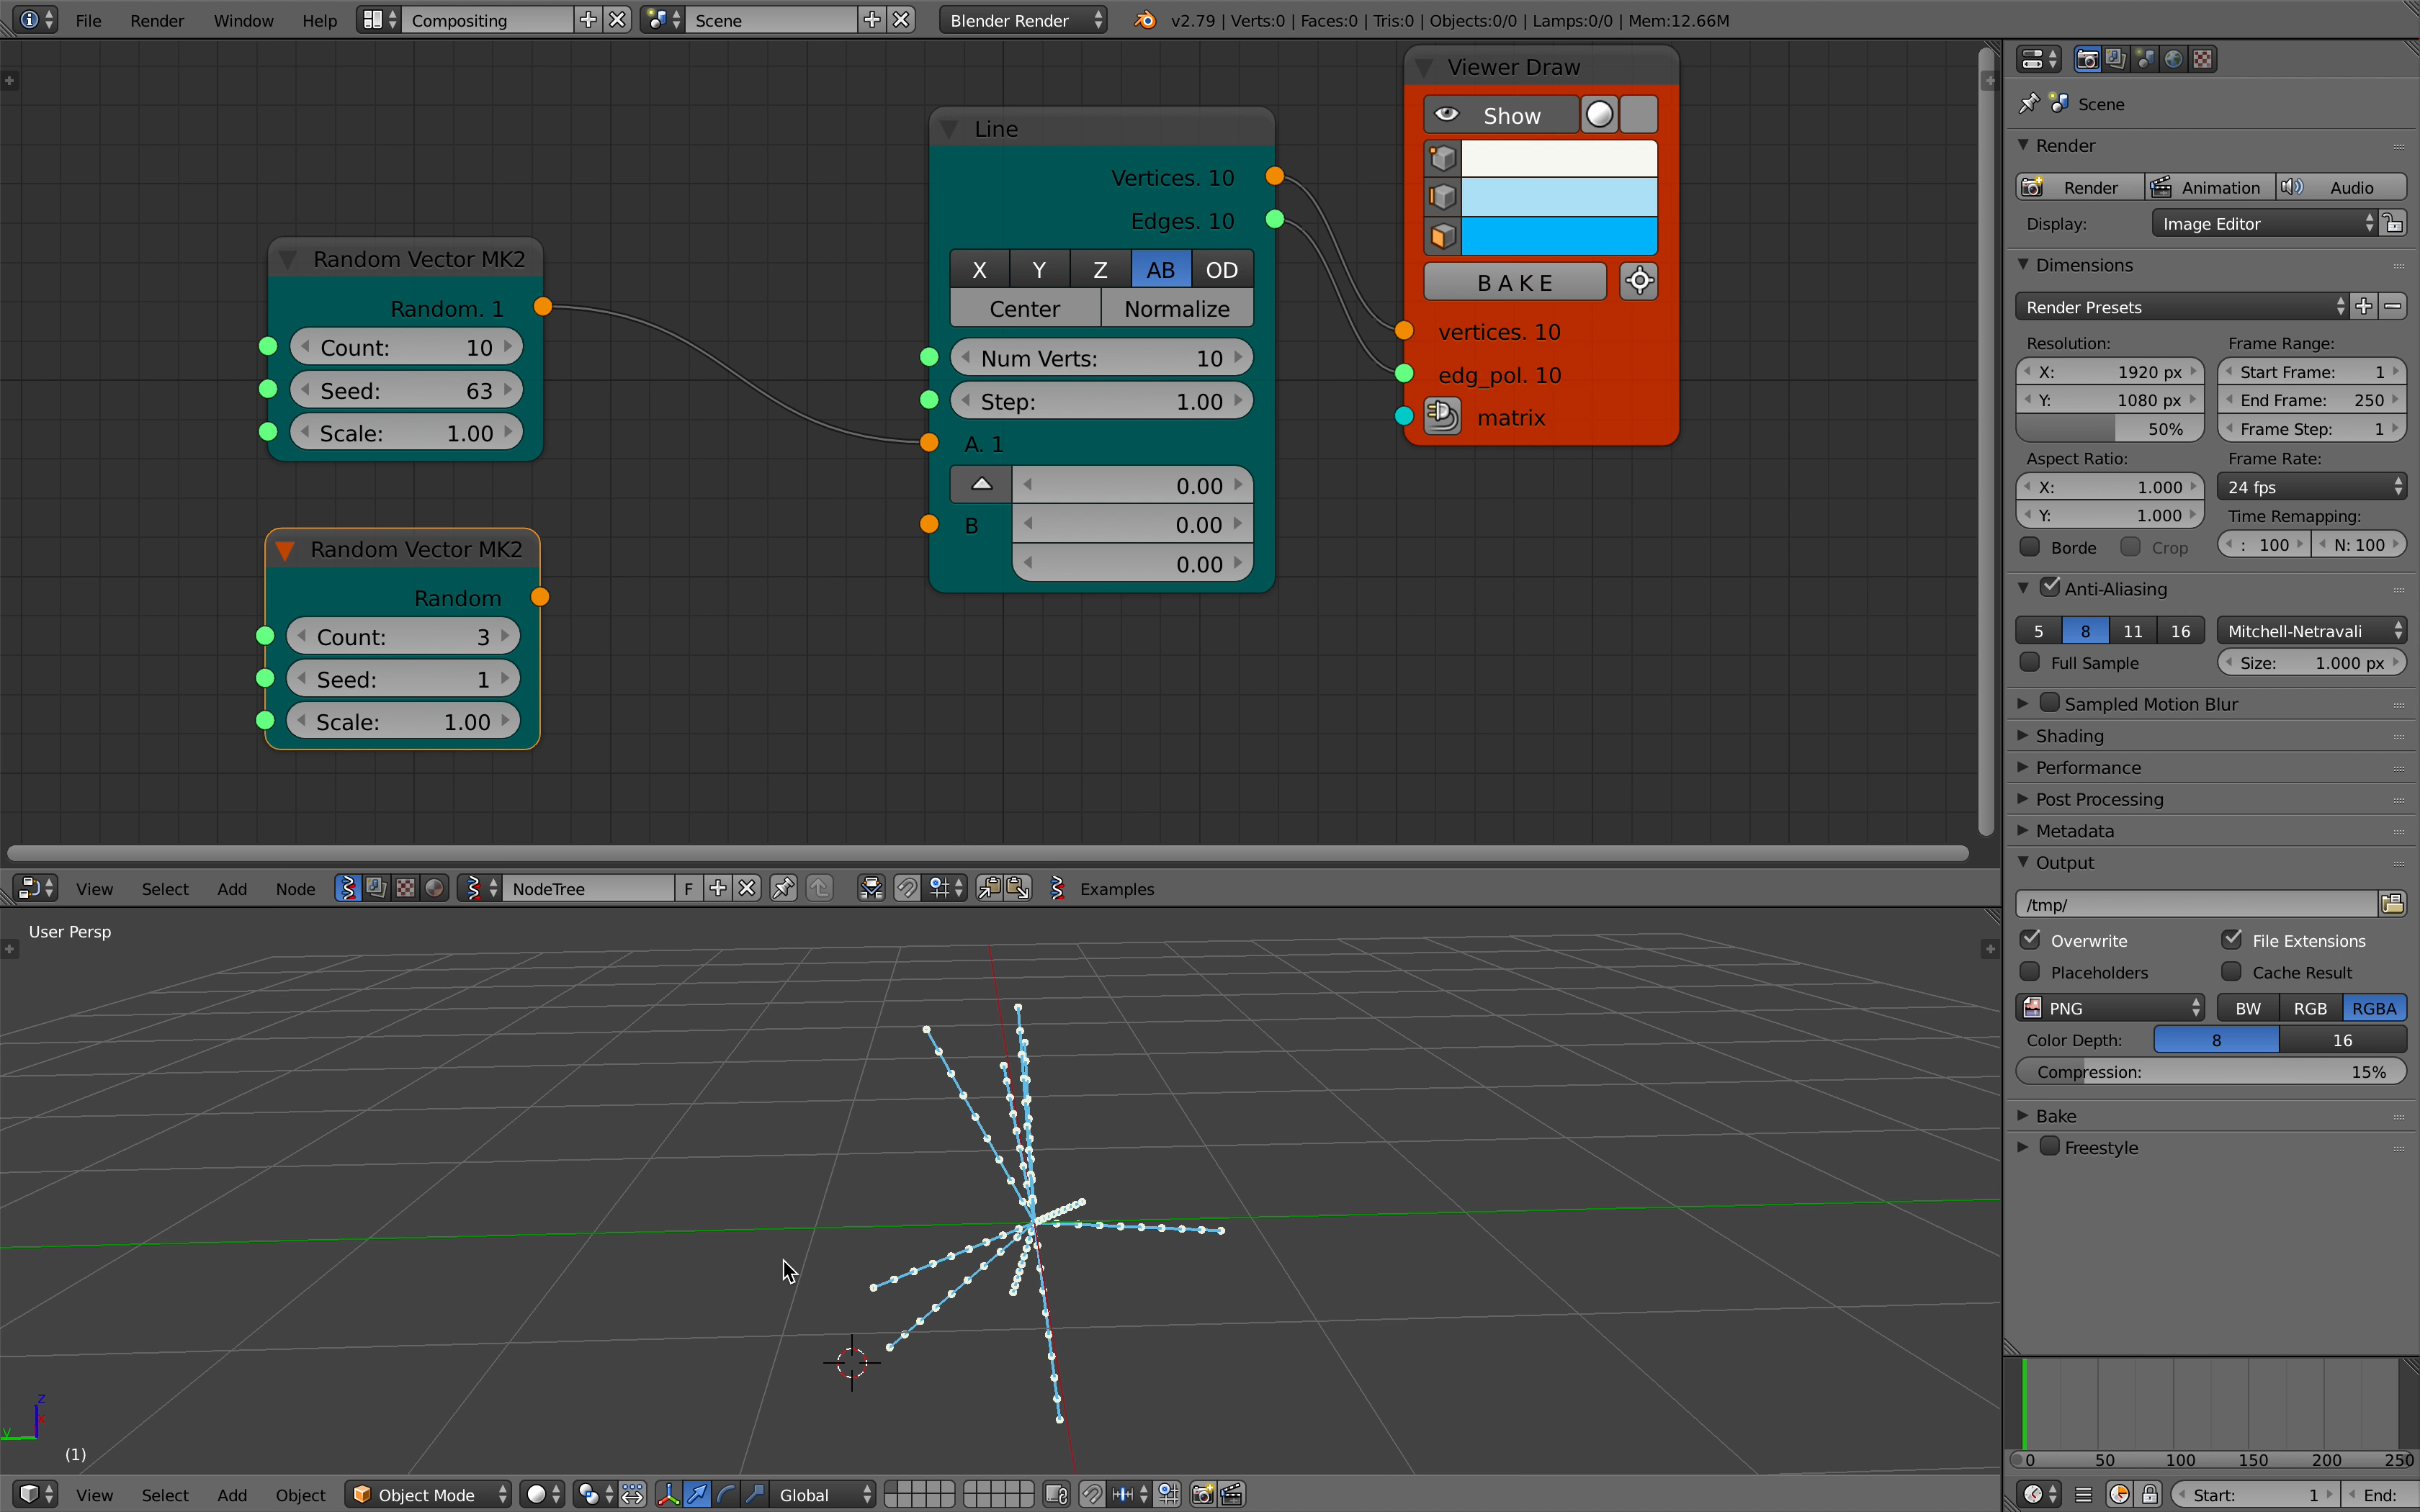 File Render Window Help Compositing Scene Blender Render v2.79 | Verts:0 | Faces:0 | Tris:0 | Objects:0/0 | Lamps:0/0 | Mem:12.66M
Viewer Draw
Show
BAKE
vertices. 10
edg_pol. 10
matrix
Line
Vertices. 10
Edges. 10
X Y Z AB OD
Center Normalize
Num Verts: 10
Step: 1.00
A. 1
0.00
B 0.00
0.00
Random Vector MK2
Random. 1
Count: 10
Seed: 63
Scale: 1.00
Random Vector MK2
Random
Count: 3
Seed: 1
Scale: 1.00
View Select Add Node NodeTree F Examples
User Persp
z
x
y
(1)
View Select Add Object Object Mode Global
Scene
Render
Render Animation Audio
Display: Image Editor
Dimensions
Render Presets
Resolution: Frame Range:
X: 1920 px Start Frame: 1
Y: 1080 px End Frame: 250
50% Frame Step: 1
Aspect Ratio: Frame Rate:
X: 1.000 24 fps
Y: 1.000 Time Remapping:
Borde Crop : 100 N: 100
Anti-Aliasing
5 8 11 16 Mitchell-Netravali
Full Sample Size: 1.000 px
Sampled Motion Blur
Shading
Performance
Post Processing
Metadata
Output
/tmp/
Overwrite File Extensions
Placeholders Cache Result
PNG BW RGB RGBA
Color Depth: 8 16
Compression: 15%
Bake
Freestyle
0 50 100 150 200 250
Start: 1 End: